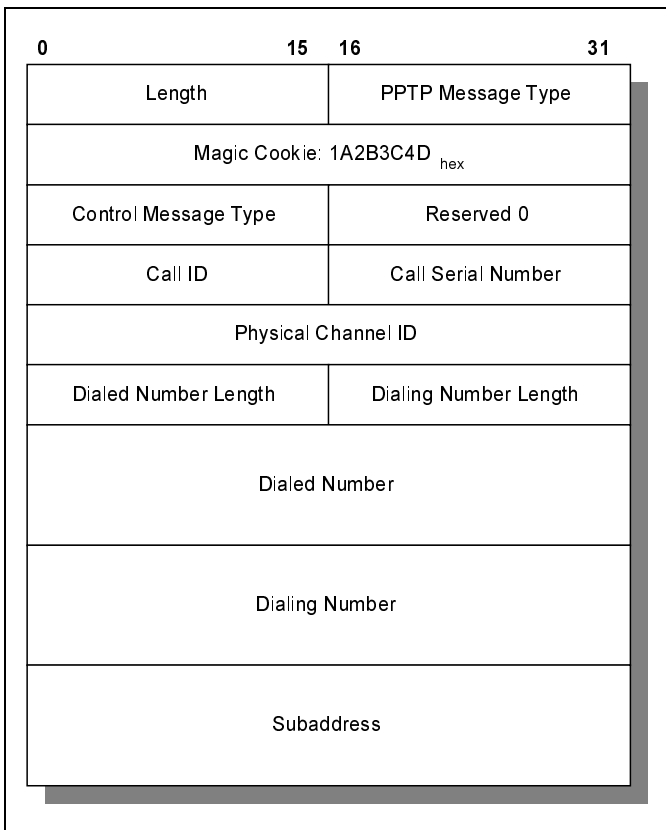 0 15 16 31
Length PPTP Message Type
Magic Cookie: 1A2B3C4D hex
Control Message Type Reserved 0
Call ID Call Serial Number
Physical Channel ID
Dialed Number Length Dialing Number Length
Dialed Number
Dialing Number
Subaddress